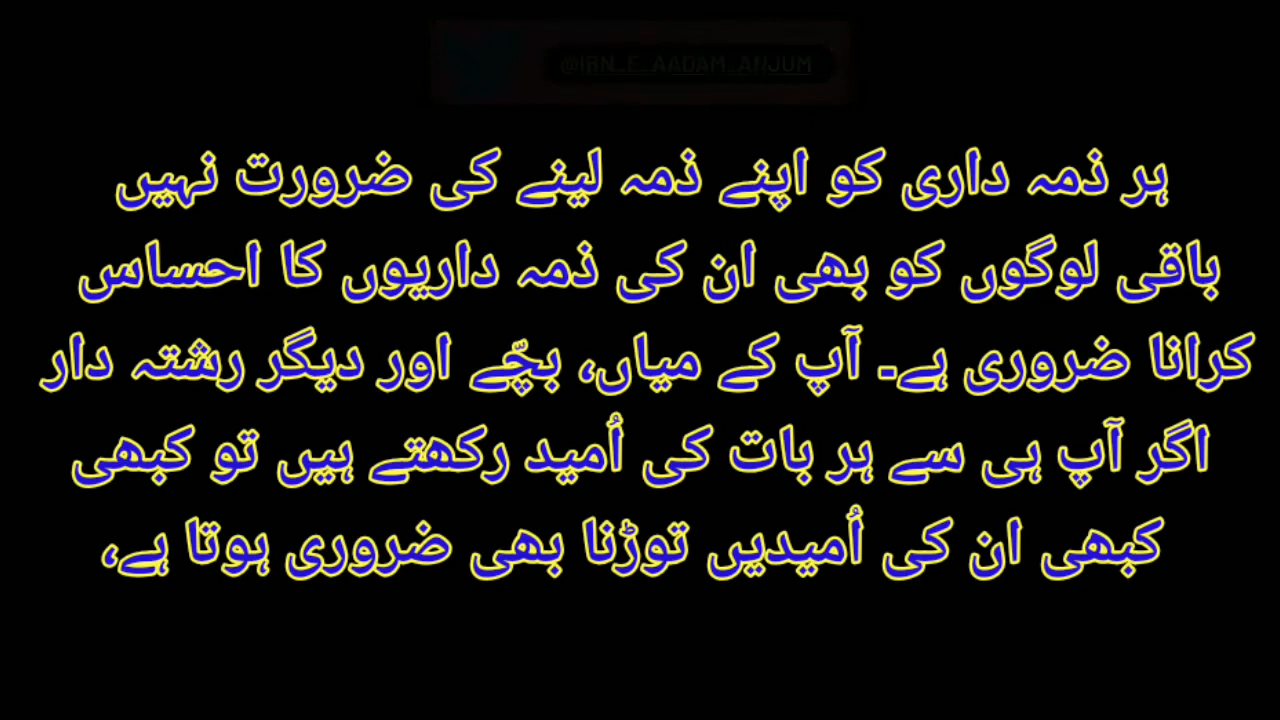 @IBN_E_AADAM_ANJUM
ہر ذمہ داری کو اپنے ذمہ لینے کی ضرورت نہیں
باقی لوگوں کو بھی ان کی ذمہ داریوں کا احساس
کرانا ضروری ہے۔ آپ کے میاں، بچّے اور دیگر رشتہ دار
اگر آپ ہی سے ہر بات کی اُمید رکھتے ہیں تو کبھی
کبھی ان کی اُمیدیں توڑنا بھی ضروری ہوتا ہے،